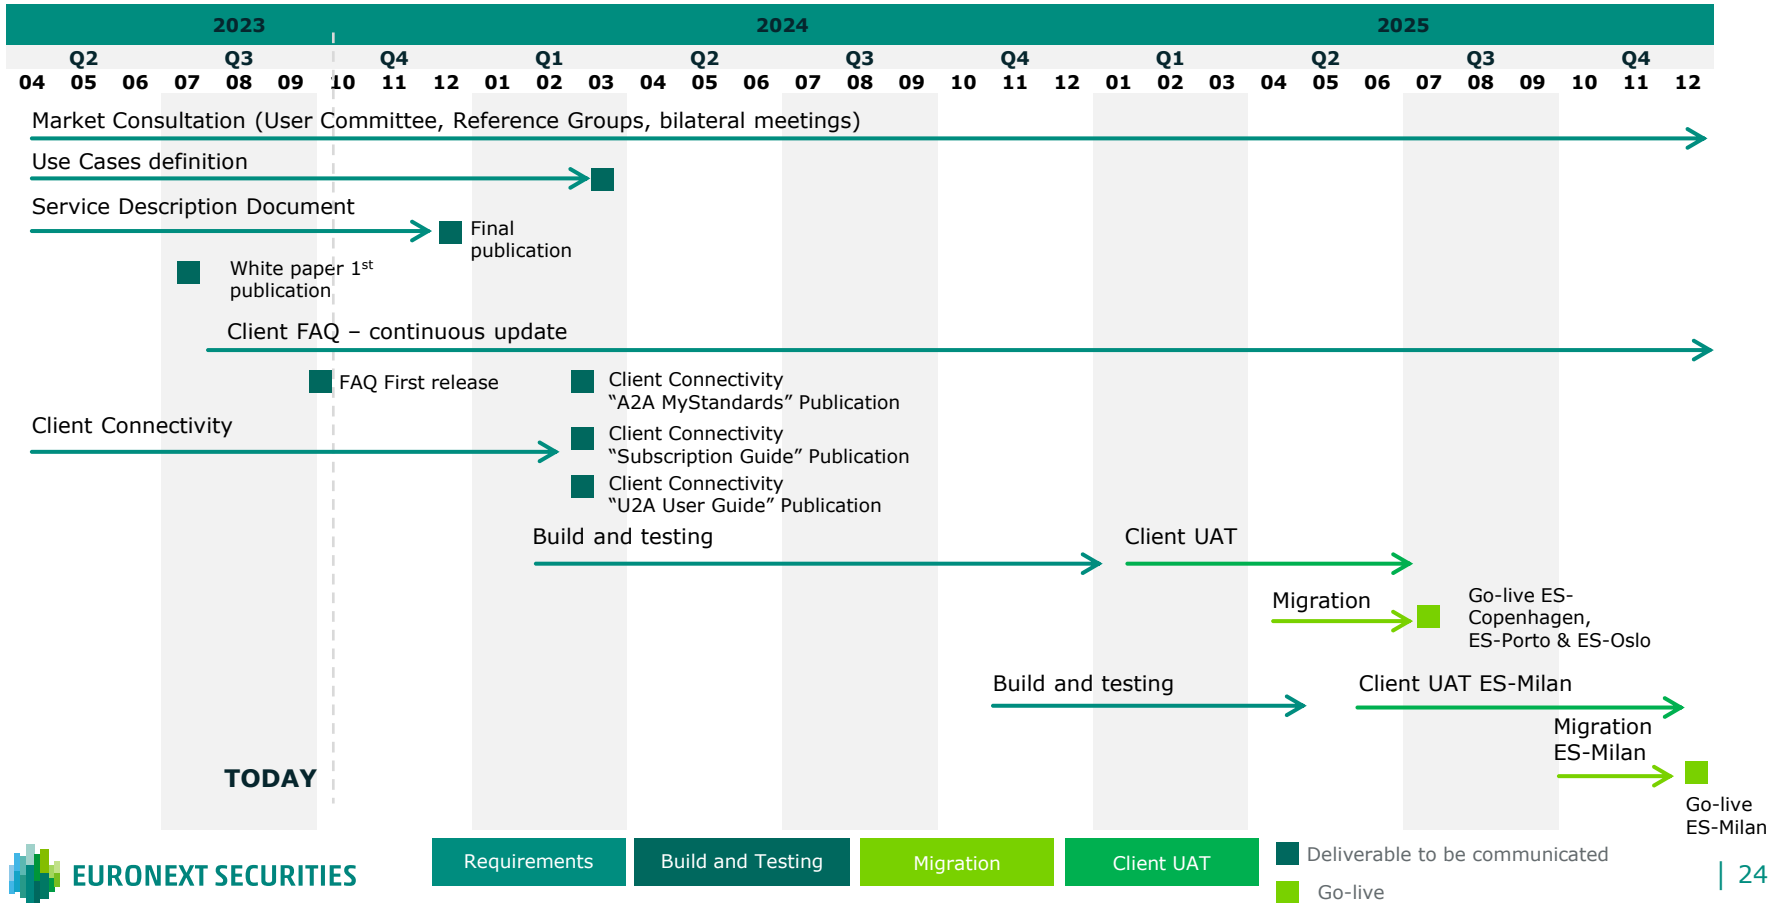 2023 2024 2025
Q2 Q3 Q4 Q1 Q2 Q3 Q4 Q1 Q2 Q3 Q4
04 05 06 07 08 09 10 11 12 01 02 03 04 05 06 07 08 09 10 11 12 01 02 03 04 05 06 07 08 09 10 11 12
Market Consultation (User Committee, Reference Groups, bilateral meetings)
Use Cases definition
Service Description Document
Final
publication
White paper 1st
publication
Client FAQ – continuous update
FAQ First release
Client Connectivity
“A2A MyStandards” Publication
Client Connectivity
Client Connectivity
“Subscription Guide” Publication
Client Connectivity
“U2A User Guide” Publication
Build and testing
Client UAT
Migration
Go-live ES-
Copenhagen,
ES-Porto & ES-Oslo
Build and testing
Client UAT ES-Milan
Migration
ES-Milan
TODAY
Go-live
ES-Milan
EURONEXT SECURITIES
Requirements
Build and Testing
Migration
Client UAT
Deliverable to be communicated
Go-live
| 24